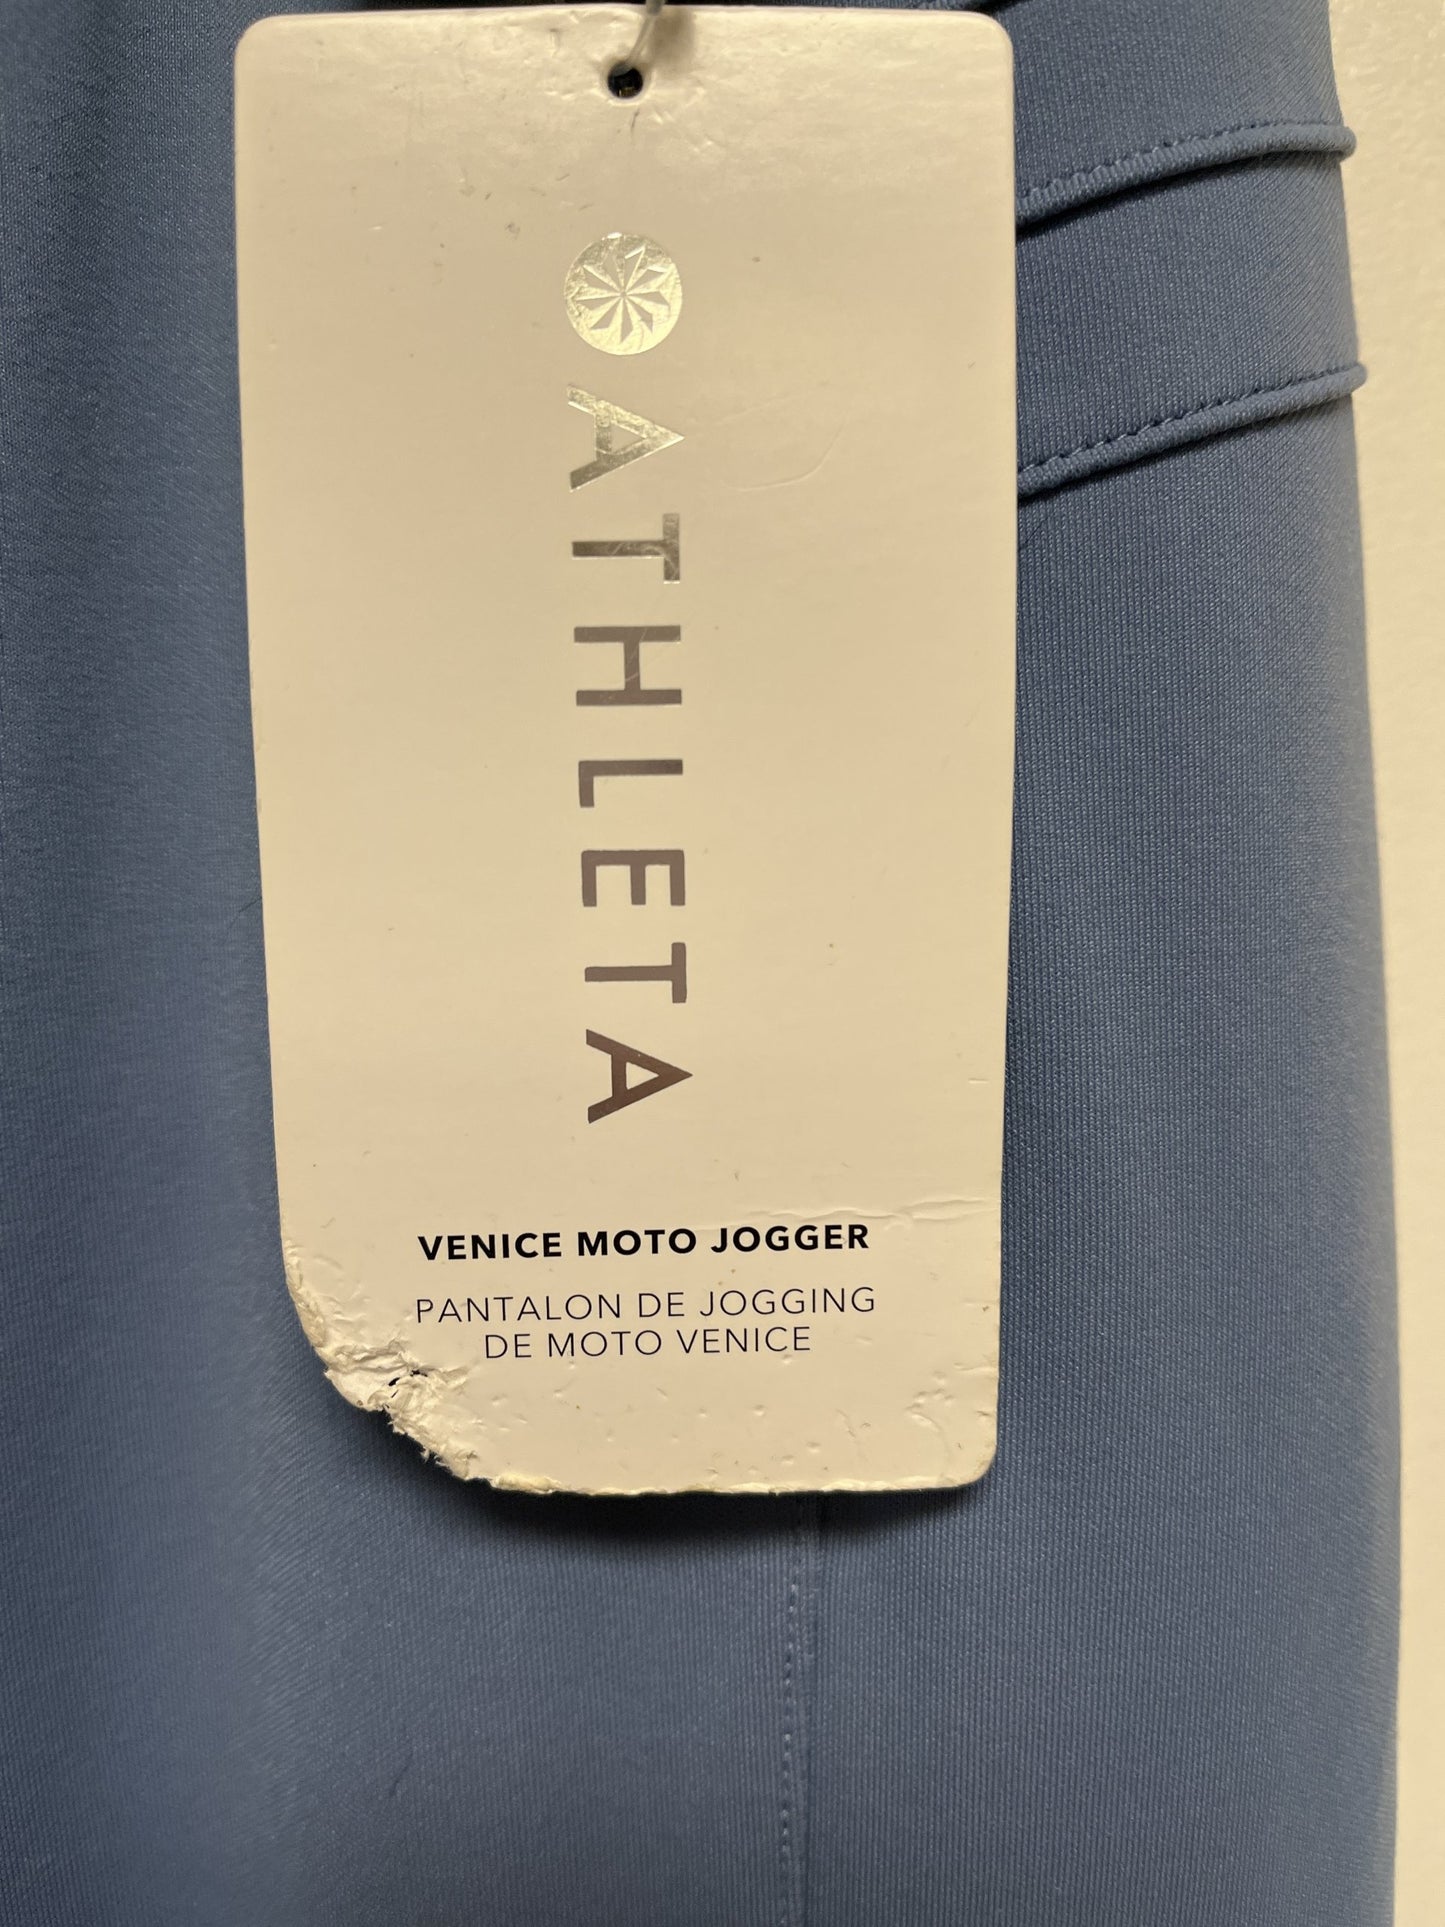 ATHLETA
VENICE MOTO JOGGER
PANTALON DE JOGGING
DE MOTO VENICE